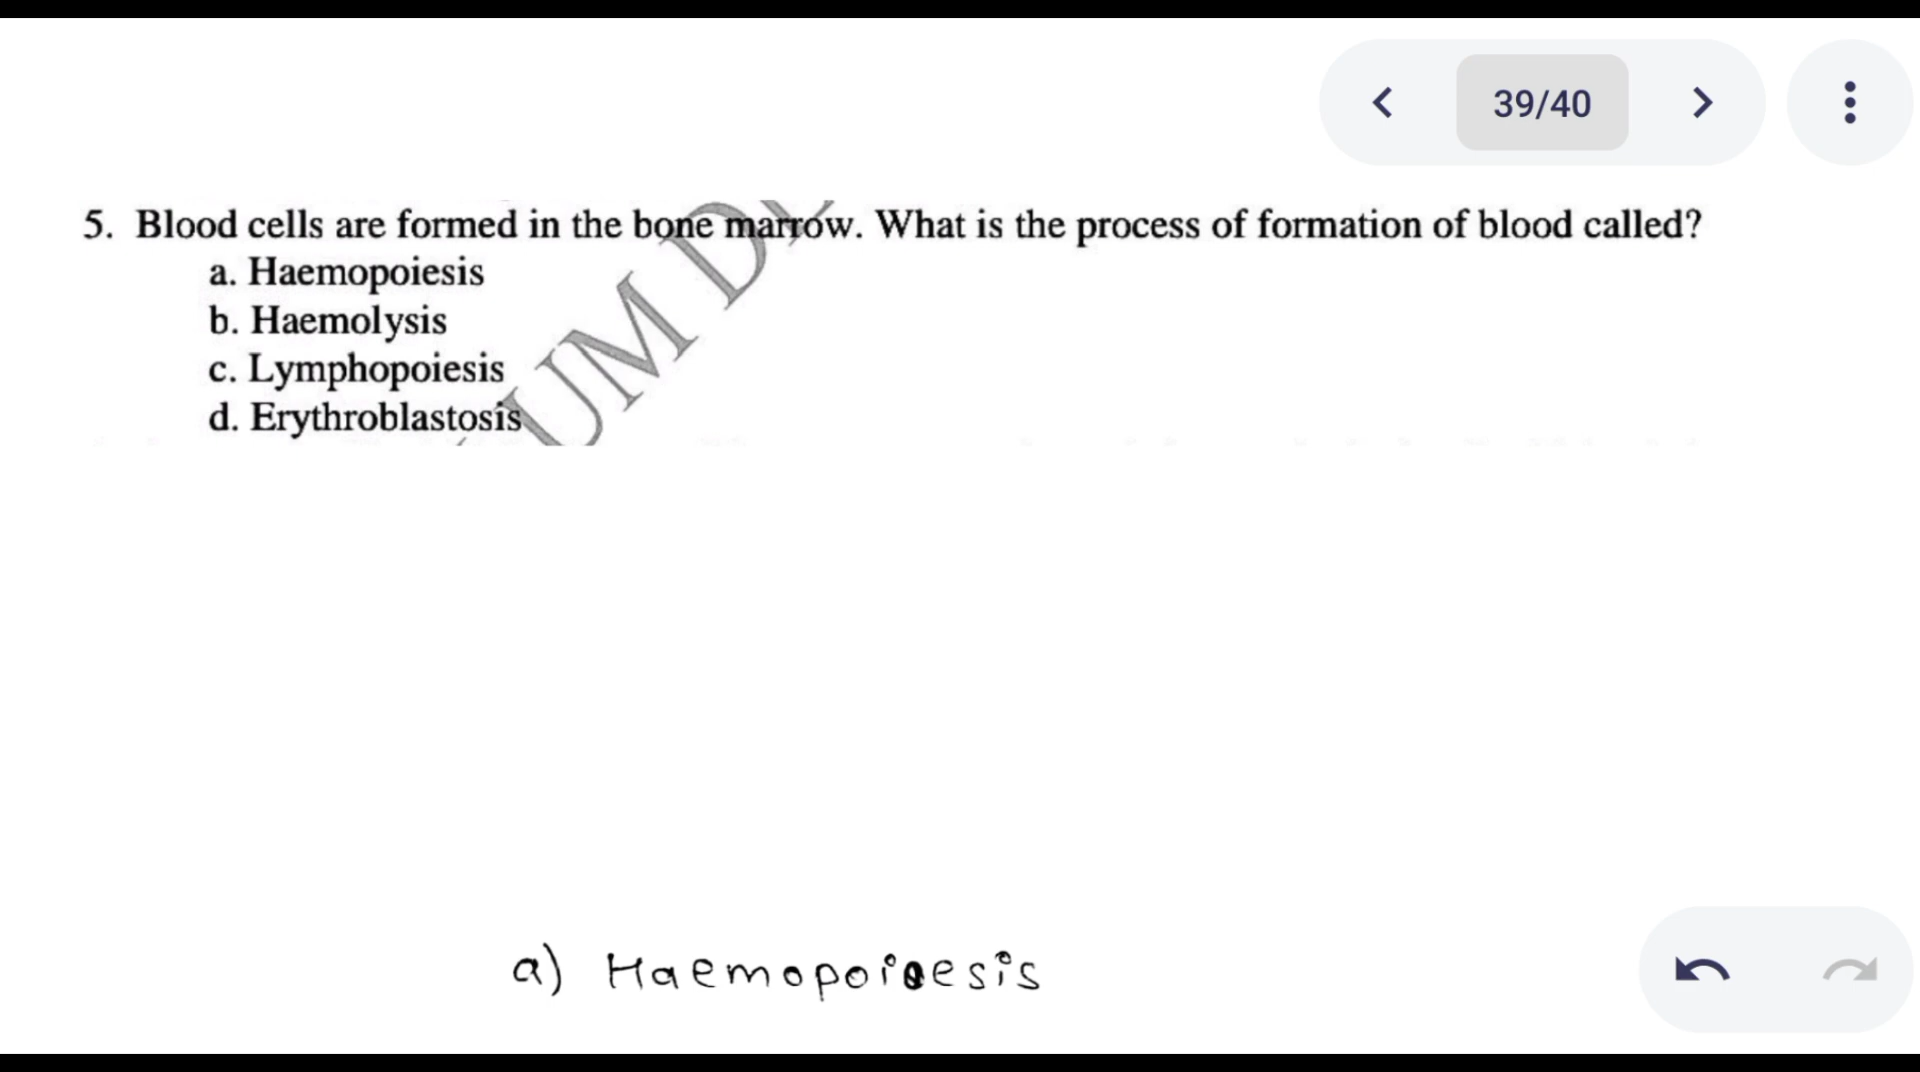 39/40
5. Blood cells are formed in the bone marrow. What is the process of formation of blood called?
a. Haemopoiesis
b. Haemolysis
c. Lymphopoiesis
d. Erythroblastosis
UM D
a) Haemopoiesis